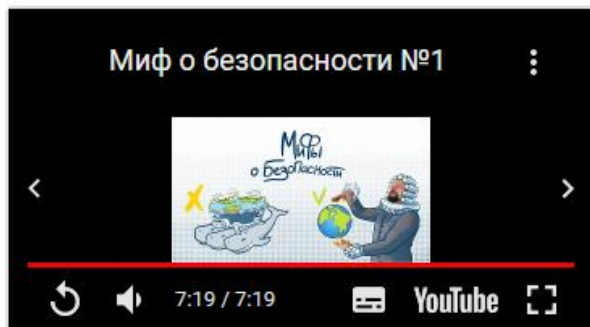 Миф о безопасности №1
Мифы
о Безопасности
7:19 / 7:19
YouTube